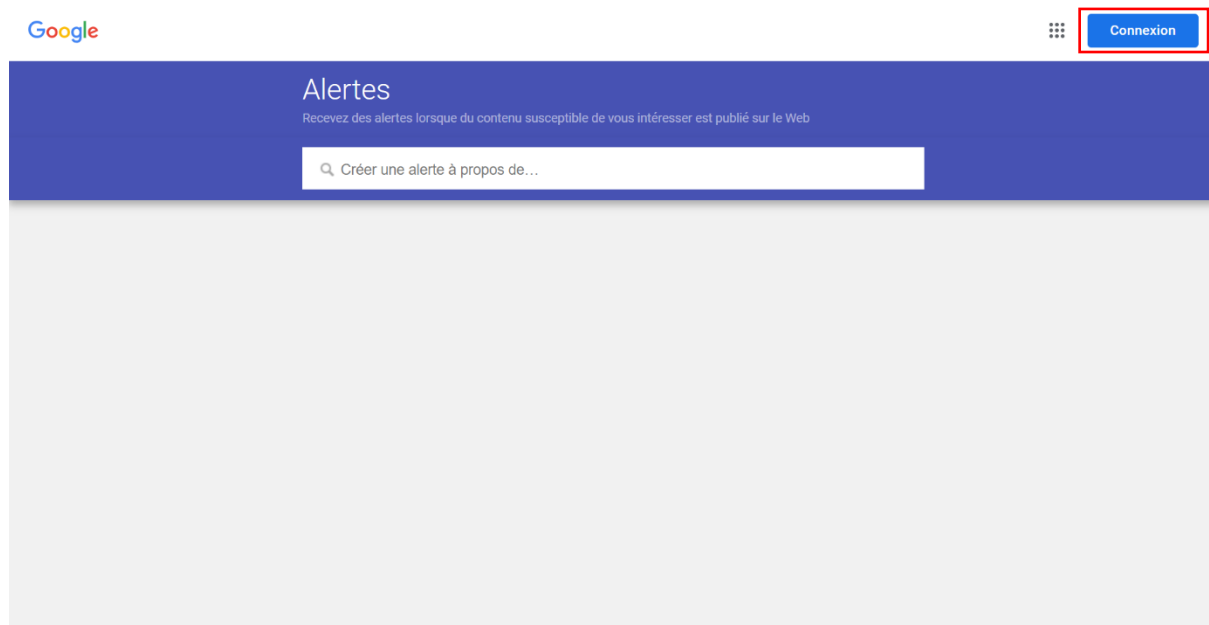 Google
Connexion
Alertes
Recevez des alertes lorsque du contenu susceptible de vous intéresser est publié sur le Web
Créer une alerte à propos de…